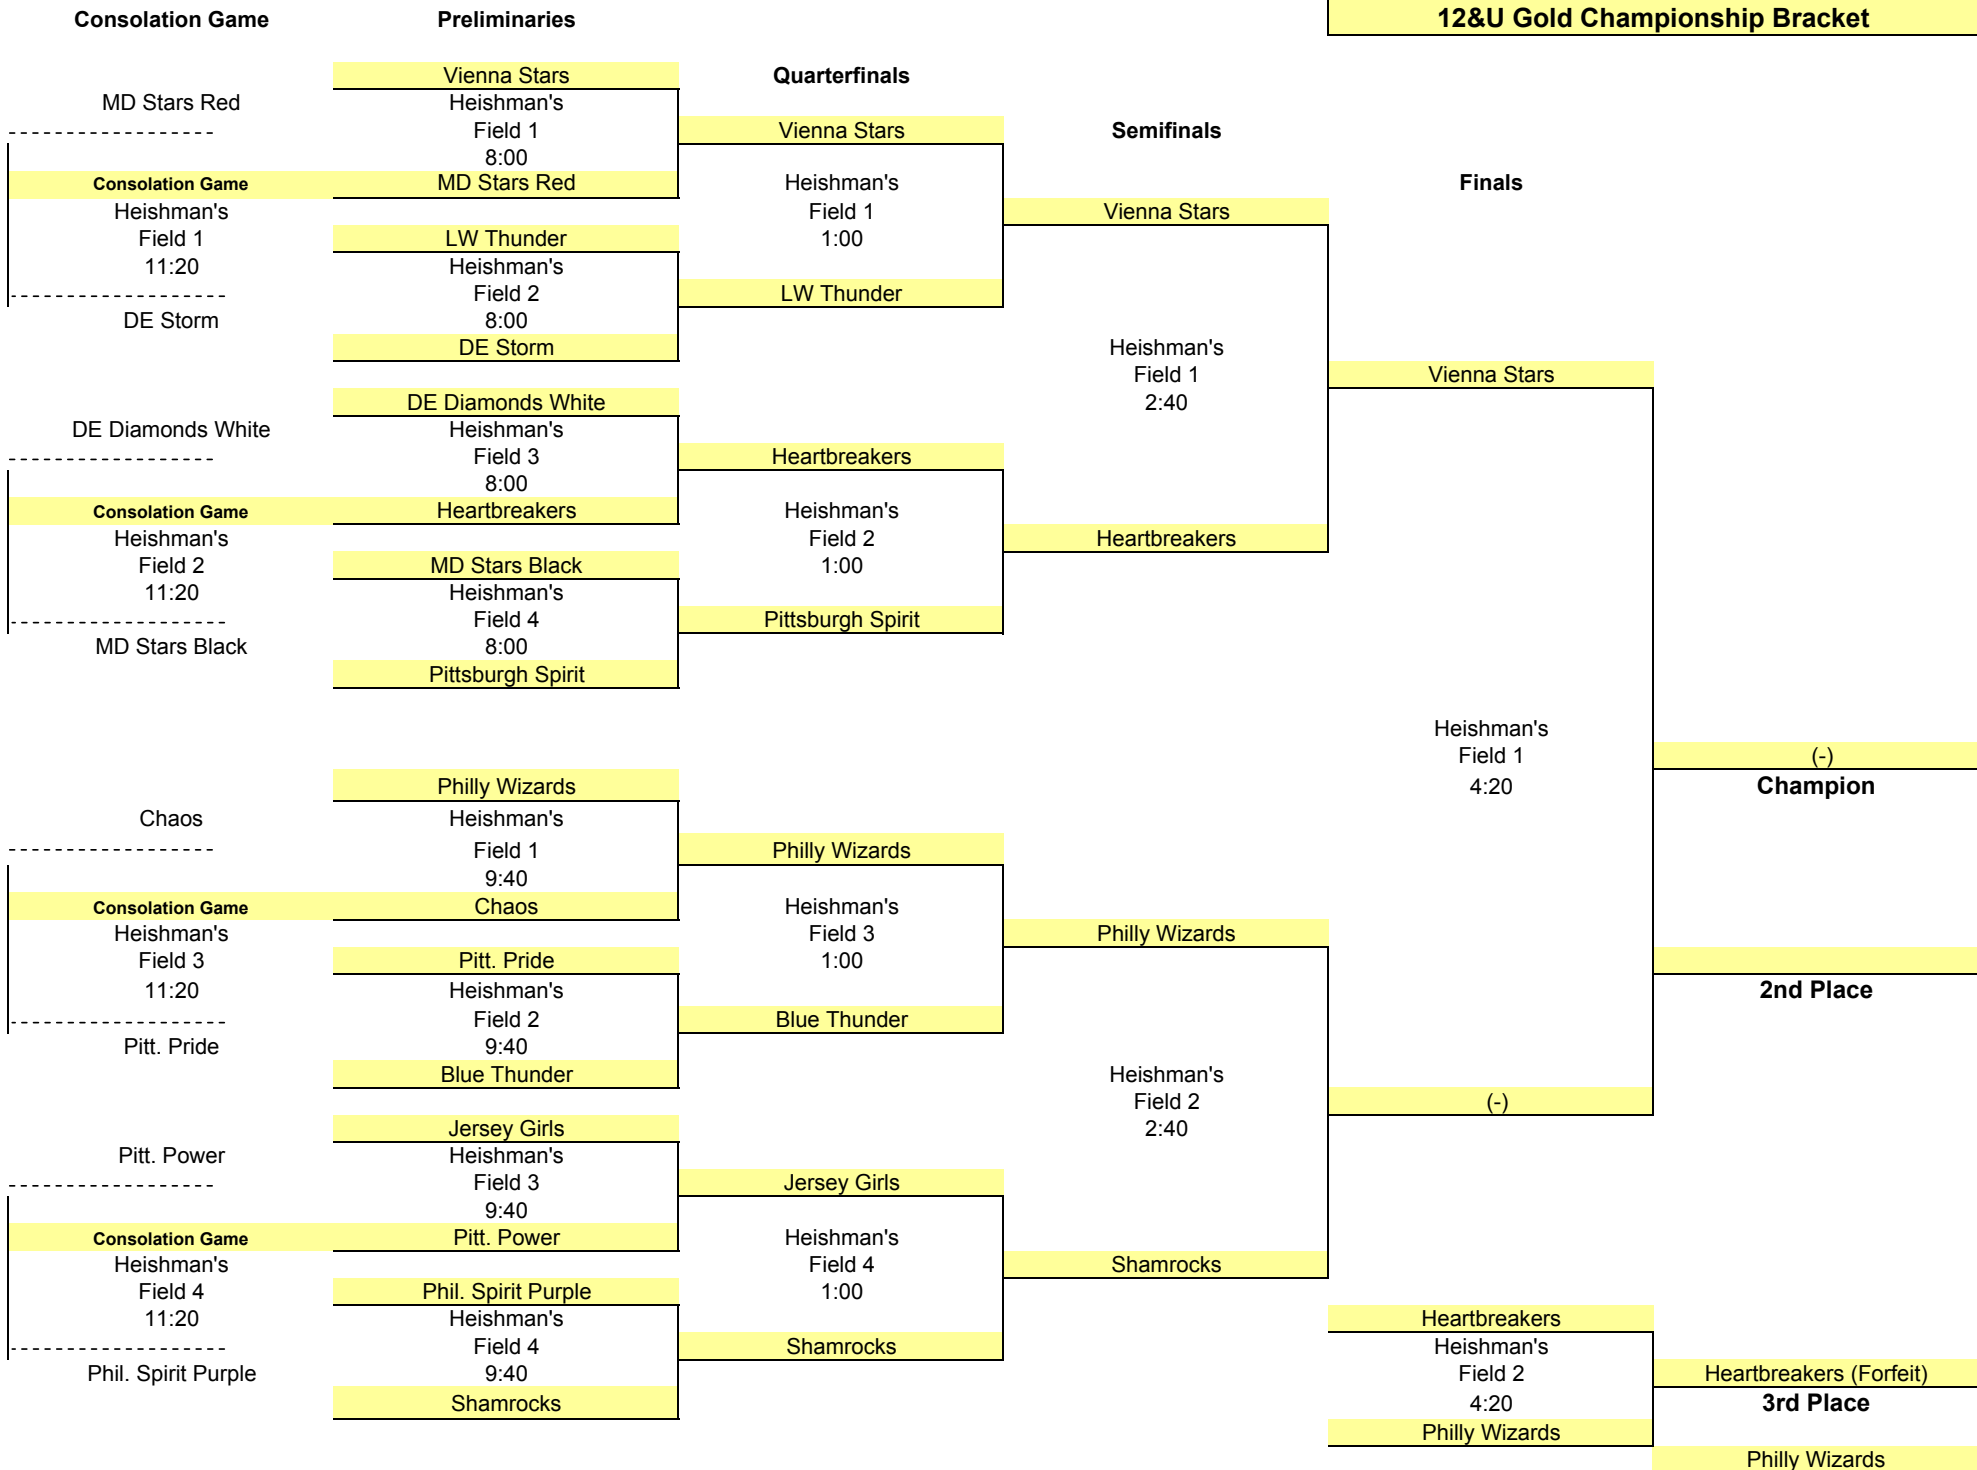 Consolation Game
Preliminaries
12&U Gold Championship Bracket
Vienna Stars
Quarterfinals
MD Stars Red
Heishman's
------------------
Field 1
Vienna Stars
Semifinals
8:00
Consolation Game
MD Stars Red
Heishman's
Finals
Heishman's
Field 1
Vienna Stars
Field 1
LW Thunder
1:00
11:20
Heishman's
-------------------
Field 2
LW Thunder
DE Storm
8:00
DE Storm
Heishman's
Field 1
Vienna Stars
DE Diamonds White
2:40
DE Diamonds White
Heishman's
------------------
Field 3
Heartbreakers
8:00
Consolation Game
Heartbreakers
Heishman's
Heishman's
Field 2
Heartbreakers
Field 2
MD Stars Black
1:00
11:20
Heishman's
-------------------
Field 4
Pittsburgh Spirit
MD Stars Black
8:00
Pittsburgh Spirit
Heishman's
Field 1
(-)
Philly Wizards
4:20
Champion
Chaos
Heishman's
------------------
Field 1
Philly Wizards
9:40
Consolation Game
Chaos
Heishman's
Heishman's
Field 3
Philly Wizards
Field 3
Pitt. Pride
1:00
11:20
Heishman's
2nd Place
-------------------
Field 2
Blue Thunder
Pitt. Pride
9:40
Blue Thunder
Heishman's
Field 2
(-)
Jersey Girls
2:40
Pitt. Power
Heishman's
------------------
Field 3
Jersey Girls
9:40
Consolation Game
Pitt. Power
Heishman's
Heishman's
Field 4
Shamrocks
Field 4
Phil. Spirit Purple
1:00
11:20
Heishman's
Heartbreakers
-------------------
Field 4
Shamrocks
Heishman's
Phil. Spirit Purple
9:40
Field 2
Heartbreakers (Forfeit)
Shamrocks
4:20
3rd Place
Philly Wizards
Philly Wizards